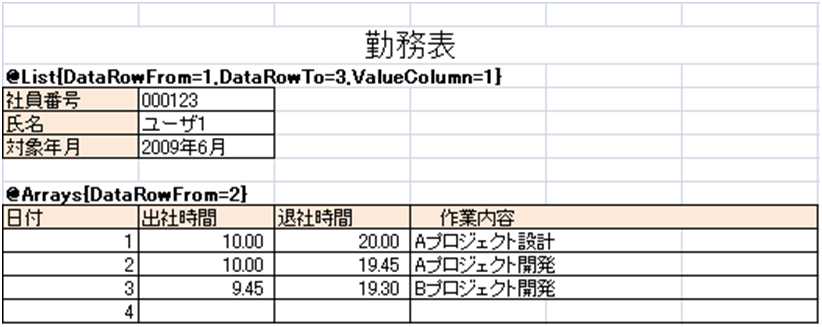 勤務表
@List{DataRowFrom=1,DataRowTo=3,ValueColumn=1}
社員番号 000123
氏名 ユーザ1
対象年月 2009年6月
@Arrays{DataRowFrom=2}
日付 出社時間 退社時間 作業内容
1 10.00 20.00 Aプロジェクト設計
2 10.00 19.45 Aプロジェクト開発
3 9.45 19.30 Bプロジェクト開発
4